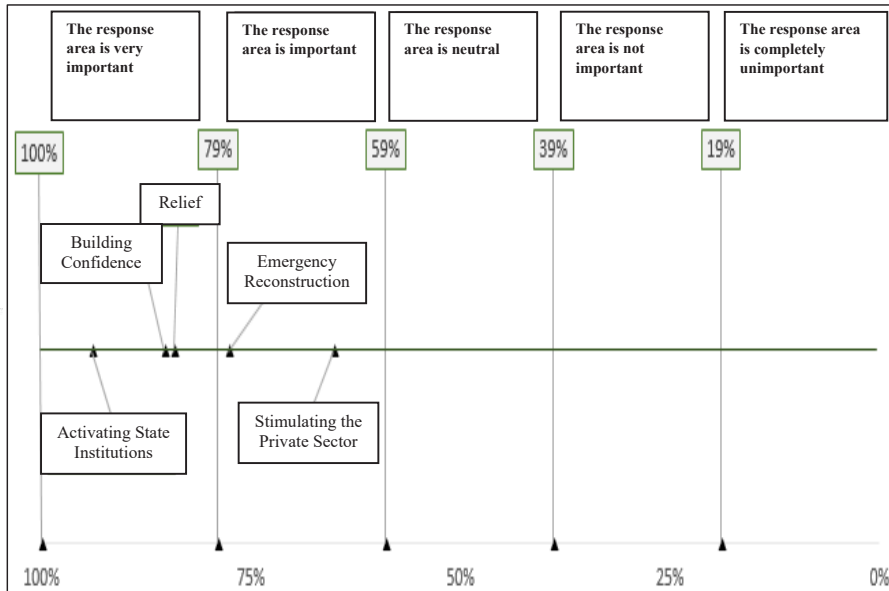 The response
area is very
important
The response
area is important
The response
area is neutral
The response
area is not
important
The response area
is completely
unimportant
100%
79%
59%
39%
19%
Relief
Building
Confidence
Emergency
Reconstruction
Activating State
Institutions
Stimulating the
Private Sector
100%
75%
50%
25%
0%